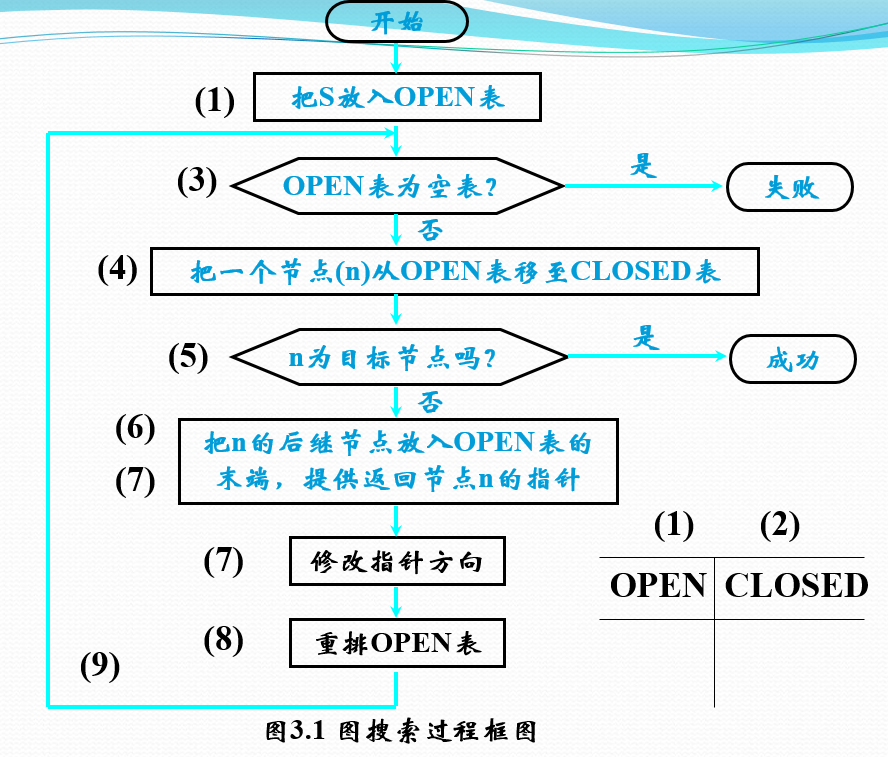 开始
(1)
把S放入OPEN表
(3)
OPEN表为空表?
是
失败
否
(4)
把一个节点(n)从OPEN表移至CLOSED表
(5)
n为目标节点吗?
是
成功
否
(6)
把n的后继节点放入OPEN表的
(7)
末端，提供返回节点n的指针
(1)
(2)
(7)
修改指针方向
OPEN
CLOSED
(8)
重排OPEN表
(9)
图3.1 图搜索过程框图